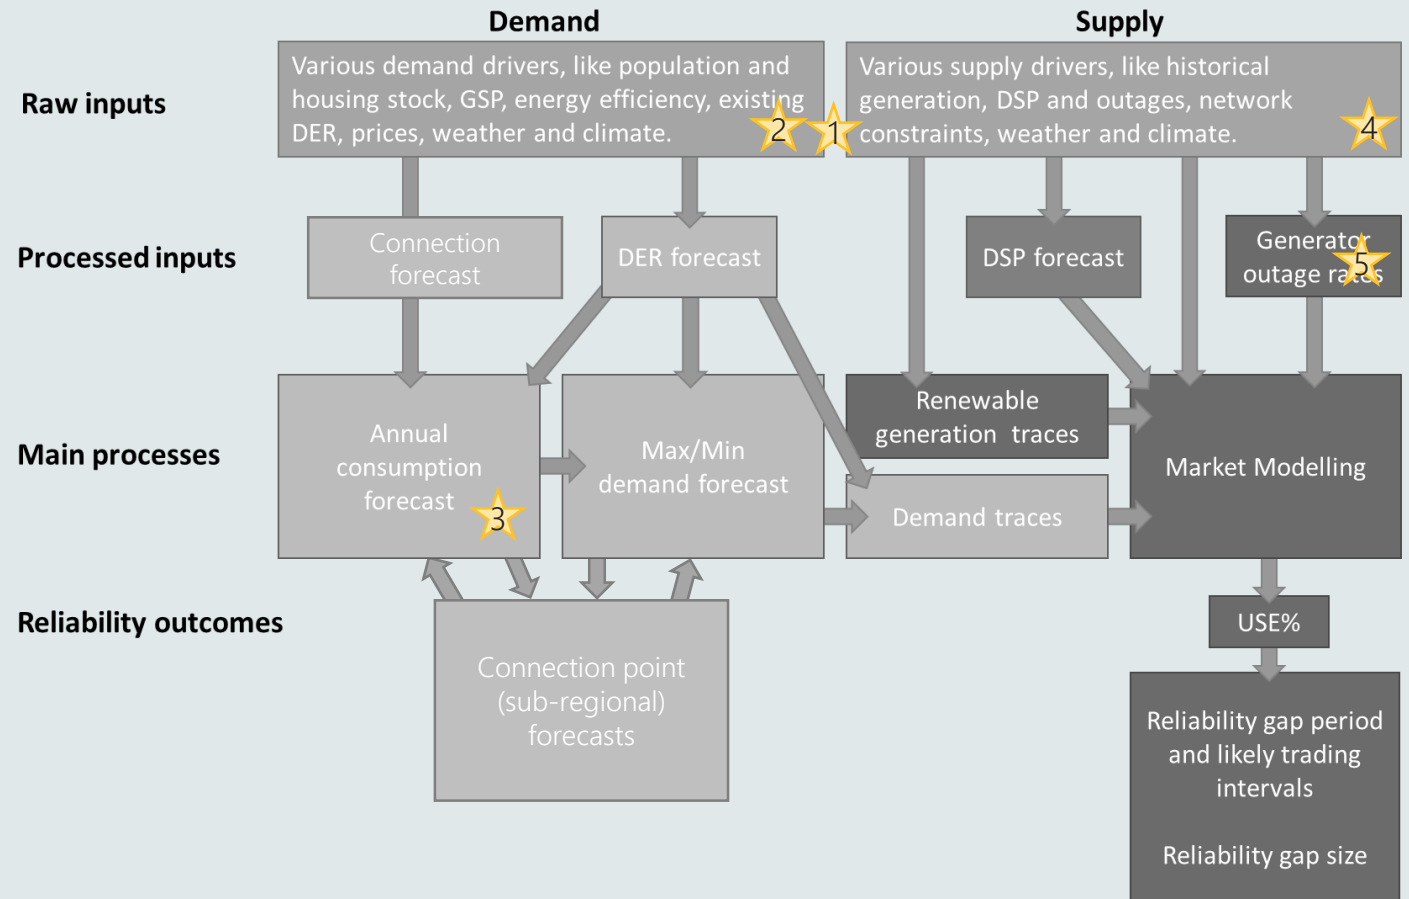 Demand
Supply
Raw inputs
Various demand drivers, like population and
housing stock, GSP, energy efficiency, existing
DER, prices, weather and climate.
2
1
Various supply drivers, like historical
generation, DSP and outages, network
constraints, weather and climate.
4
Processed inputs
Connection
forecast
DER forecast
DSP forecast
Generator
outage rates
5
Main processes
Annual
consumption
forecast
3
Max/Min
demand forecast
Renewable
generation traces
Demand traces
Market Modelling
Reliability outcomes
Connection point
(sub-regional)
forecasts
USE%
Reliability gap period
and likely trading
intervals
Reliability gap size